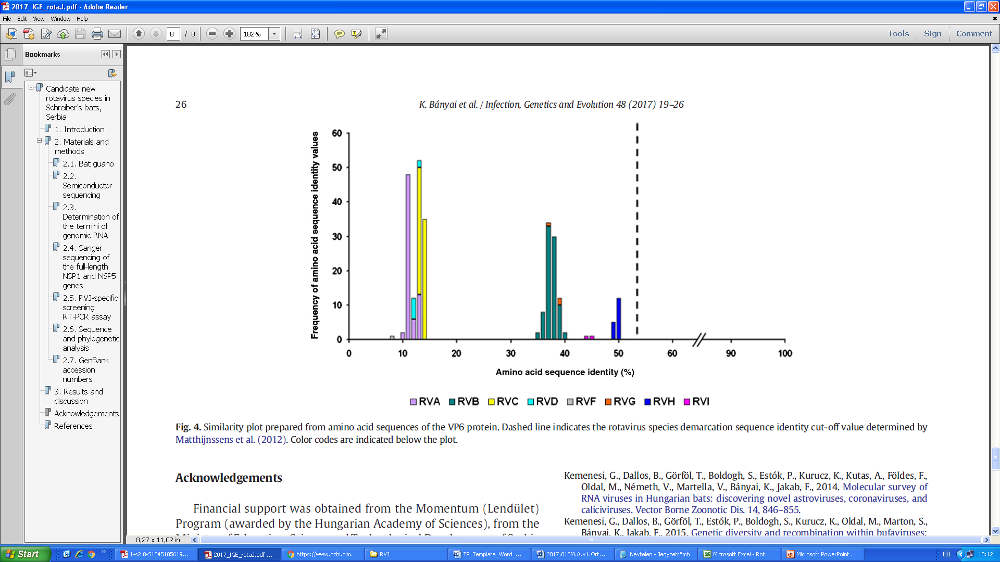 2017_IGE_rotaJ.pdf - Adobe Reader
File Edit View Window Help
8 / 8 182% Tools Sign Comment
Bookmarks
Candidate new
rotavirus species in
Schreiber's bats,
Serbia
1. Introduction
2. Materials and
methods
2.1. Bat guano
2.2.
Semiconductor
sequencing
2.3.
Determination of
the termini of
genomic RNA
2.4. Sanger
sequencing of
the full-length
NSP1 and NSP5
genes
2.5. RVJ-specific
screening
RT-PCR assay
2.6. Sequence
and phylogenetic
analysis
2.7. GenBank
accession
numbers
3. Results and
discussion
Acknowledgements
References
26 K. Bányai et al. / Infection, Genetics and Evolution 48 (2017) 19–26
Frequency of amino acid sequence identity values
60
50
40
30
20
10
0
0 10 20 30 40 50 60 90 100
Amino acid sequence identity (%)
RVA RVB RVC RVD RVF RVG RVH RVI
Fig. 4. Similarity plot prepared from amino acid sequences of the VP6 protein. Dashed line indicates the rotavirus species demarcation sequence identity cut-off value determined by
Matthijnssens et al. (2012). Color codes are indicated below the plot.
Acknowledgements
Financial support was obtained from the Momentum (Lendület)
Program (awarded by the Hungarian Academy of Sciences), from the
Kemenesi, G., Dallos, B., Görföl, T., Boldogh, S., Estók, P., Kurucz, K., Kutas, A., Földes, F.,
Oldal, M., Németh, V., Martella, V., Bányai, K., Jakab, F., 2014. Molecular survey of
RNA viruses in Hungarian bats: discovering novel astroviruses, coronaviruses, and
caliciviruses. Vector Borne Zoonotic Dis. 14, 846–855.
Kemenesi, G., Dallos, B., Görföl, T., Estók, P., Boldogh, S., Kurucz, K., Oldal, M., Marton, S.,
Bányai, K., Jakab, F., 2015. Genetic diversity and recombination within bufaviruses:
8,27 x 11,02 in
Start 1-s2.0-S1045105619... 2017_IGE_rotaJ.pdf ... https://www.ncbi.nlm... RVJ TP_Template_Word_... 2017.018M.A.v1.Ort... Névtelen - Jegyzettömb Microsoft Excel - Rot... Microsoft PowerPoint ... HU 10:12